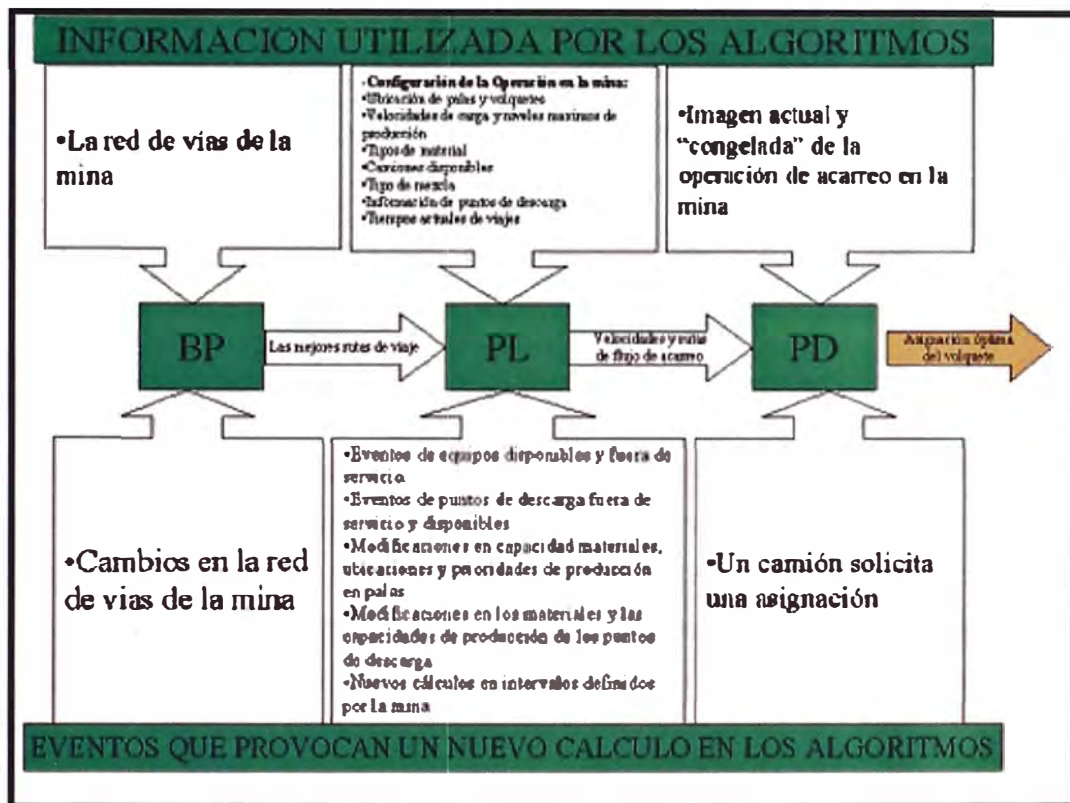 INFORMACION UTILIZADA POR LOS ALGORITMOS
•La red de vías de la
mina
·Configuración de la Operación en la mina:
•Ubicación de palas y volquetes
•Velocidades de carga y niveles maximos de
producción
•Tipos de material
•Camiones disponibles
•Tipo de mezcla
•Información de puntos de descarga
•Tiempos actuales de viajes
•Imagen actual y
“congelada” de la
operación de acarreo en la
mina
BP
Las mejores rutas de viaje
PL
Velocidades y rutas
de flujo de acarreo
PD
Asignación óptima
del volquete
•Cambios en la red
de vias de la mina
•Eventos de equipos disponibles y fuera de
servicio
•Eventos de puntos de descarga fuera de
servicio y disponibles
•Modificaciones en capacidad materiales,
ubicaciones y prioridades de producción
en palas
•Modificaciones en los materiales y las
capacidades de producción de los puntos
de descarga
•Nuevos cálculos en intervalos definidos
por la mina
•Un camión solicita
una asignación
EVENTOS QUE PROVOCAN UN NUEVO CALCULO EN LOS ALGORITMOS